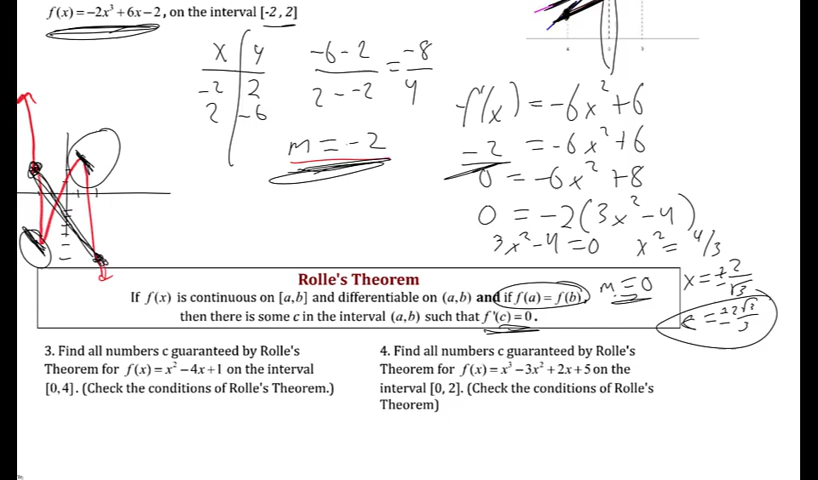 f(x) = -2x³ + 6x - 2, on the interval [-2, 2]
x | y
-2 | 2
2 | -6
-6-2 / 2--2 = -8/4
m = -2
f'(x) = -6x² + 6
-2 = -6x² + 6
0 = -6x² + 8
0 = -2(3x² - 4)
3x² - 4 = 0 x² = 4/3
x = ±2/√3
c = ±2√3/3
Rolle's Theorem
If f(x) is continuous on [a,b] and differentiable on (a,b) and if f(a) = f(b), m = 0
then there is some c in the interval (a,b) such that f'(c) = 0.
3. Find all numbers c guaranteed by Rolle's
Theorem for f(x) = x² - 4x + 1 on the interval
[0,4]. (Check the conditions of Rolle's Theorem.)
4. Find all numbers c guaranteed by Rolle's
Theorem for f(x) = x³ - 3x² + 2x + 5 on the
interval [0, 2]. (Check the conditions of Rolle's
Theorem)